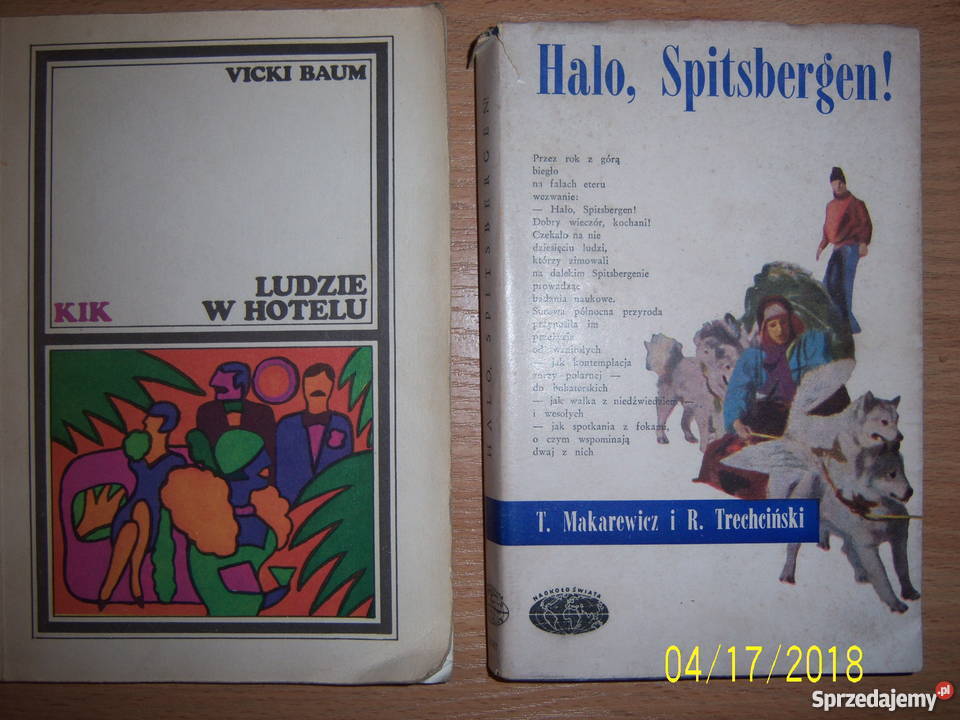 VICKI BAUM
LUDZIE
W HOTELU
KIK
HALO, SPITSBERGEN
Halo, Spitsbergen!
Przez rok z górą
biegło
na falach eteru
wezwanie:
— Halo, Spitsbergen!
Dobry wieczór, kochani!
Czekało na nie
dziesięciu ludzi,
którzy zimowali
na dalekim Spitsbergenie
prowadząc
badania naukowe.
Surowa północna przyroda
przynosiła im
przeżycia
od wzniosłych
— jak kontemplacja
zorzy polarnej —
do bohaterskich
— jak walka z niedźwiedziem —
i wesołych
— jak spotkania z fokami,
o czym wspominają
dwaj z nich
T. Makarewicz i R. Trechciński
NAOKOŁO ŚWIATA
04/17/2018
Sprzedajemy.pl